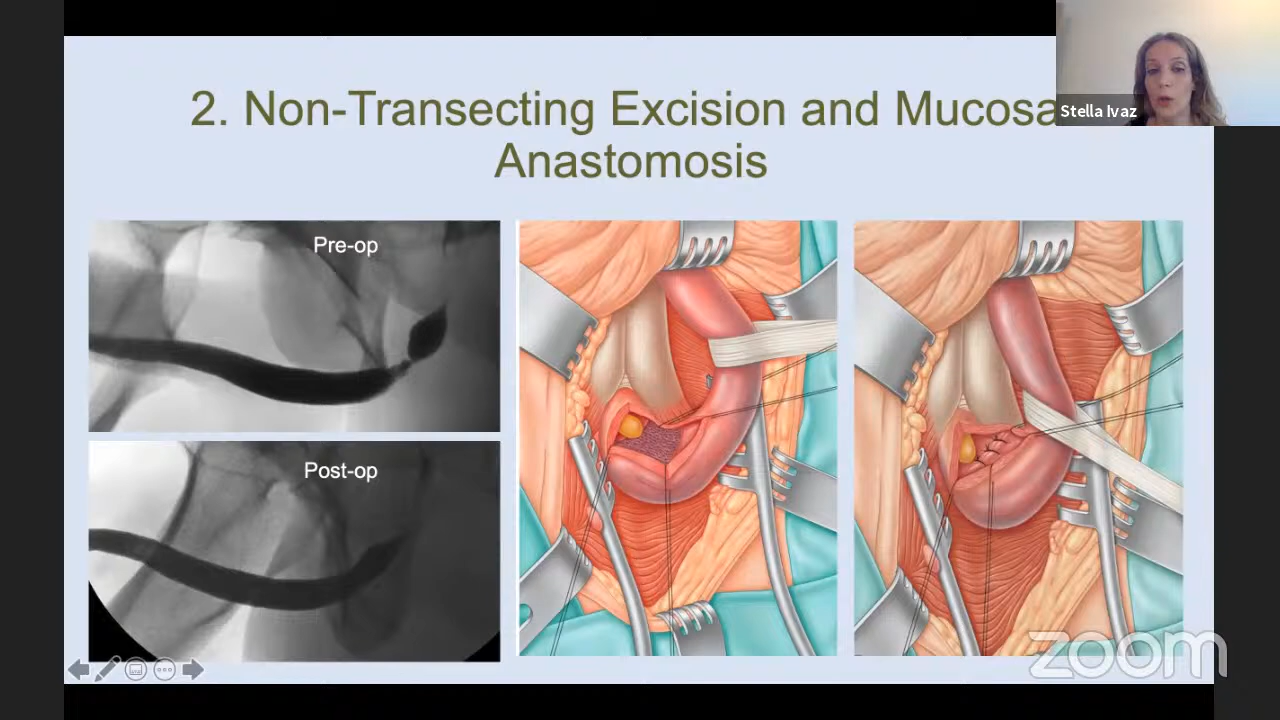 2. Non-Transecting Excision and Mucosa
Anastomosis
Stella Ivaz
Pre-op
Post-op
zoom